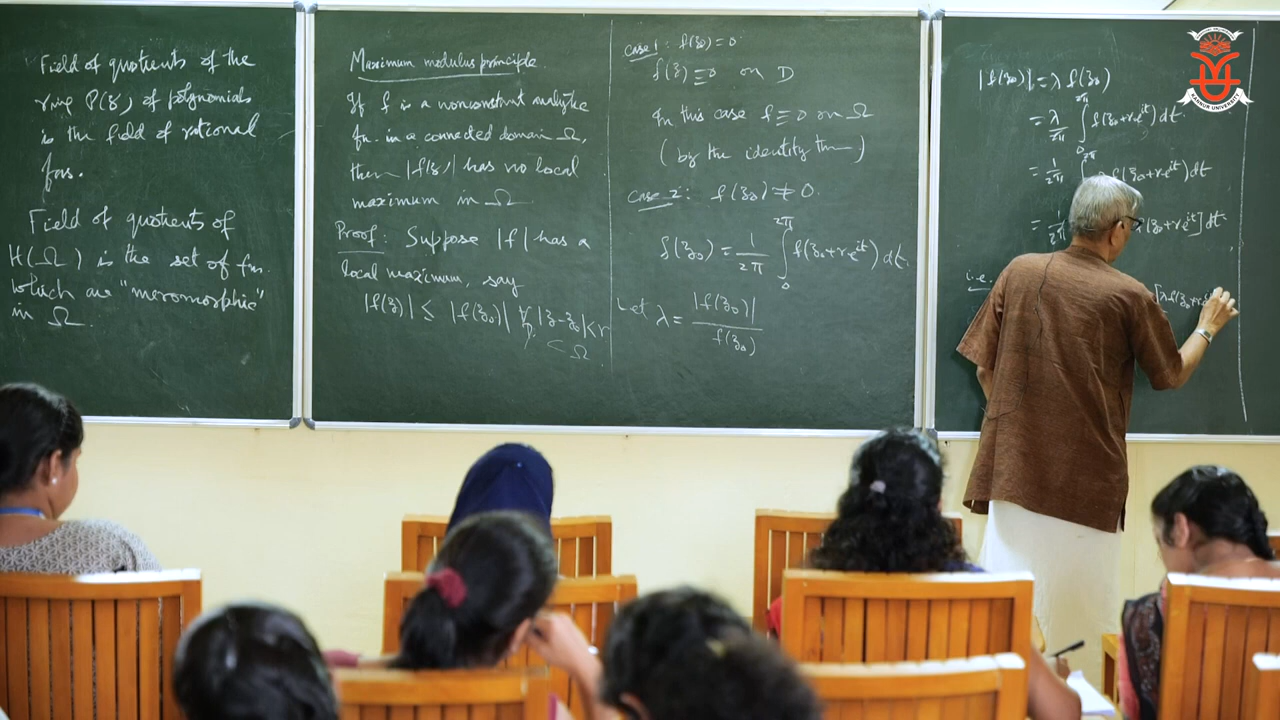 Field of quotients of the
ring P(z) of polynomials
is the field of rational
fns.
Field of quotients of
H(Ω) is the set of fns.
which are "meromorphic"
in Ω.
Maximum modulus principle.
If f is a nonconstant analytic
fn. in a connected domain Ω,
then |f(z)| has no local
maximum in Ω
Proof: Suppose |f| has a
local maximum, say
|f(z)| ≤ |f(z₀)| ∀ |z-z₀|<r
⊂ Ω
Case 1: f(z₀)=0
f(z) ≡ 0 on D
In this case f ≡ 0 on Ω
(by the identity thm)
Case 2: f(z₀) ≠ 0.
f(z₀) = 1/2π ∫₀^2π f(z₀+re^it) dt.
Let λ = |f(z₀)| / f(z₀)
|f(z₀)| = λ f(z₀)
= λ/2π ∫₀^2π f(z₀+re^it) dt.
= 1/2π ∫ f(z₀+re^it) dt
= 1/2π (z₀+re^it] dt
i.e.
[λf(z₀+re^it
KANNUR UNIVERSITY